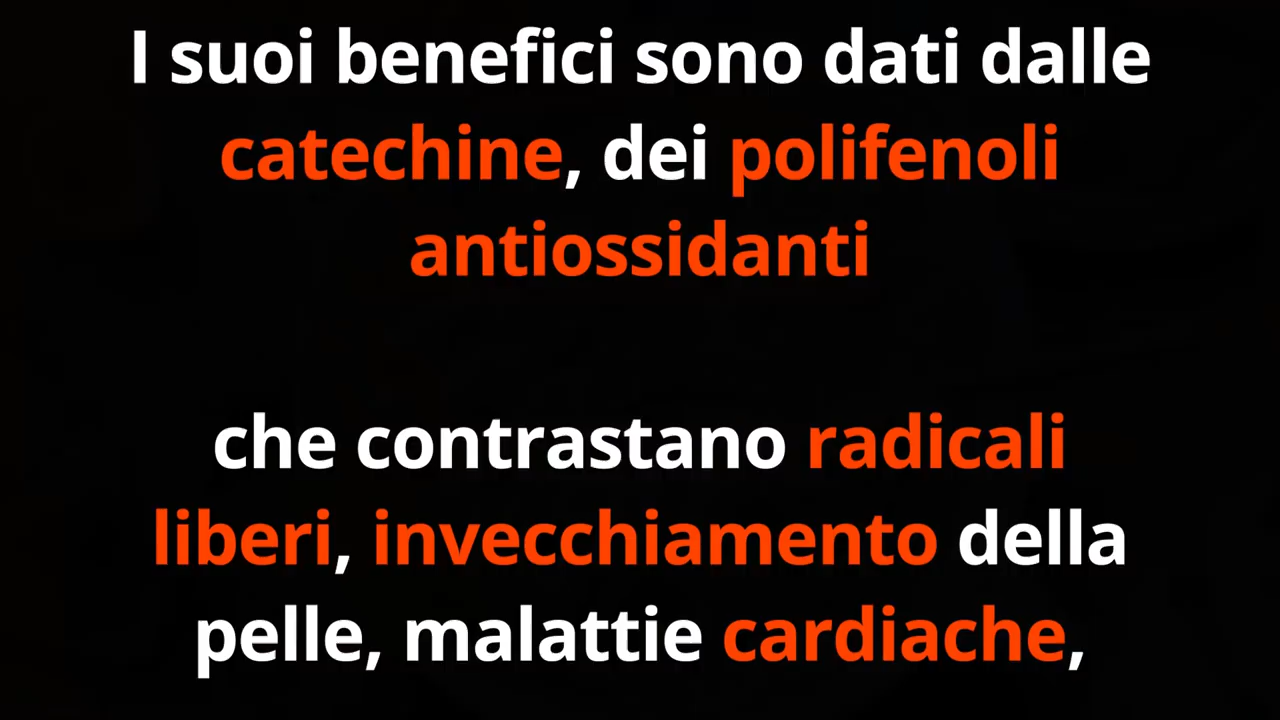 I suoi benefici sono dati dalle
catechine, dei polifenoli
antiossidanti
che contrastano radicali
liberi, invecchiamento della
pelle, malattie cardiache,